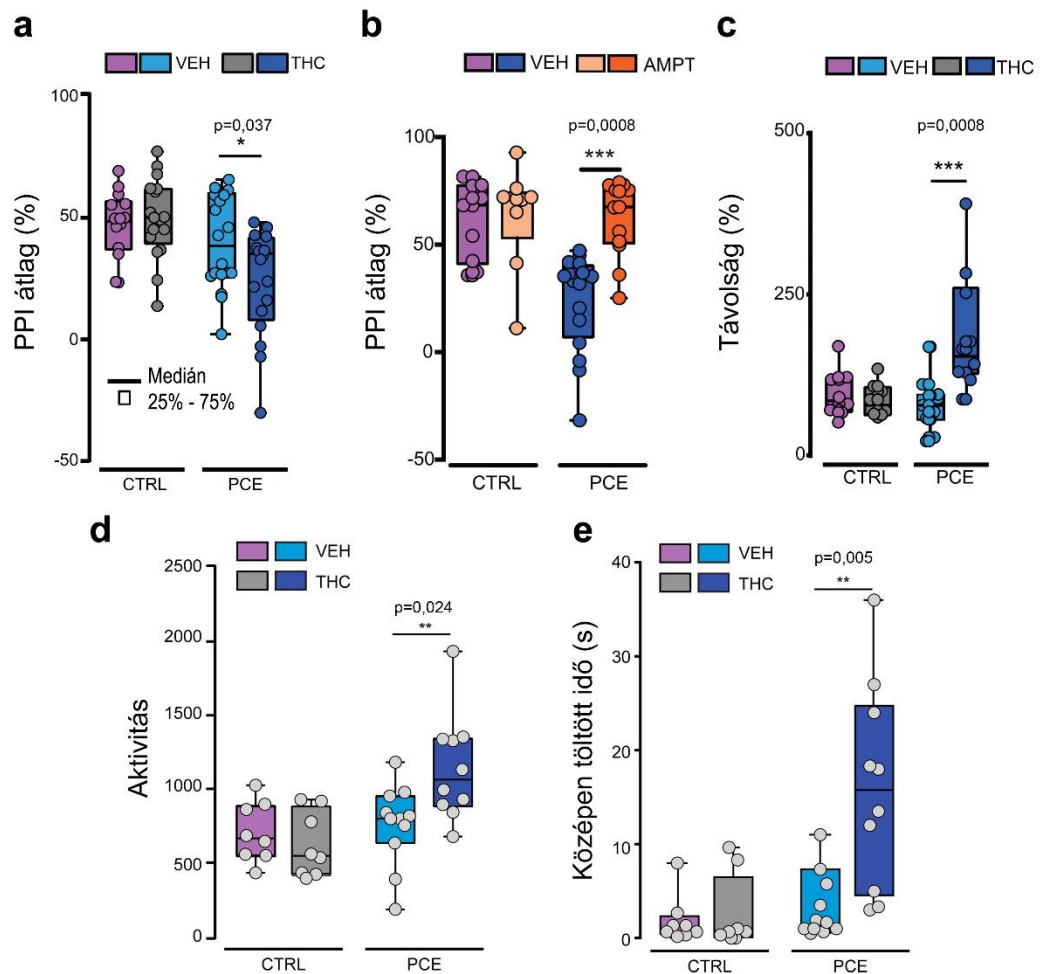 a
VEH THC
PPI átlag (%)
100
50
0
-50
p=0,037
*
Medián
25% - 75%
CTRL PCE
b
VEH AMPT
PPI átlag (%)
100
50
0
-50
p=0,0008
***
CTRL PCE
c
VEH THC
Távolság (%)
500
250
0
p=0,0008
***
CTRL PCE
d
VEH
THC
Aktivitás
2500
2000
1500
1000
500
0
p=0,024
**
CTRL PCE
e
VEH
THC
Középen töltött idő (s)
40
30
20
10
0
p=0,005
**
CTRL PCE